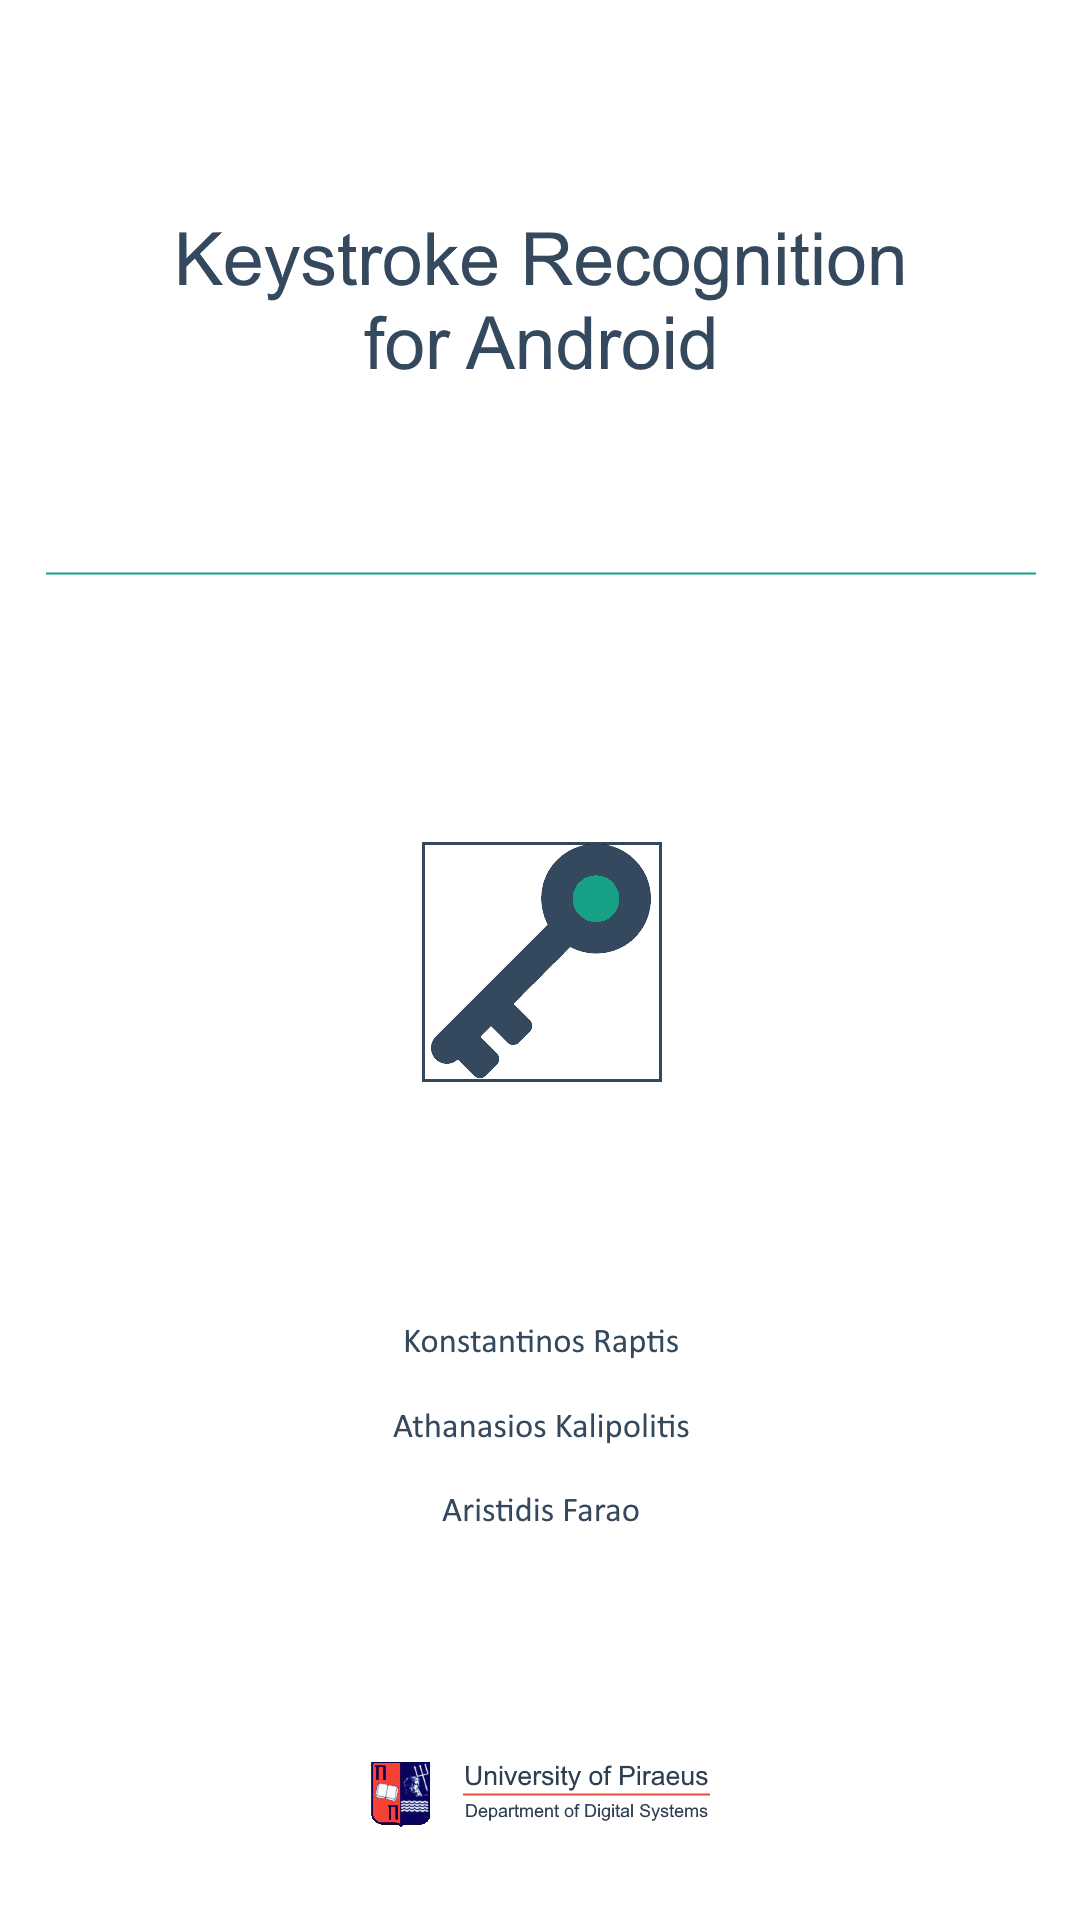 Keystroke Recognition
for Android
Konstantinos Raptis
Athanasios Kalipolitis
Aristidis Farao
University of Piraeus
Department of Digital Systems